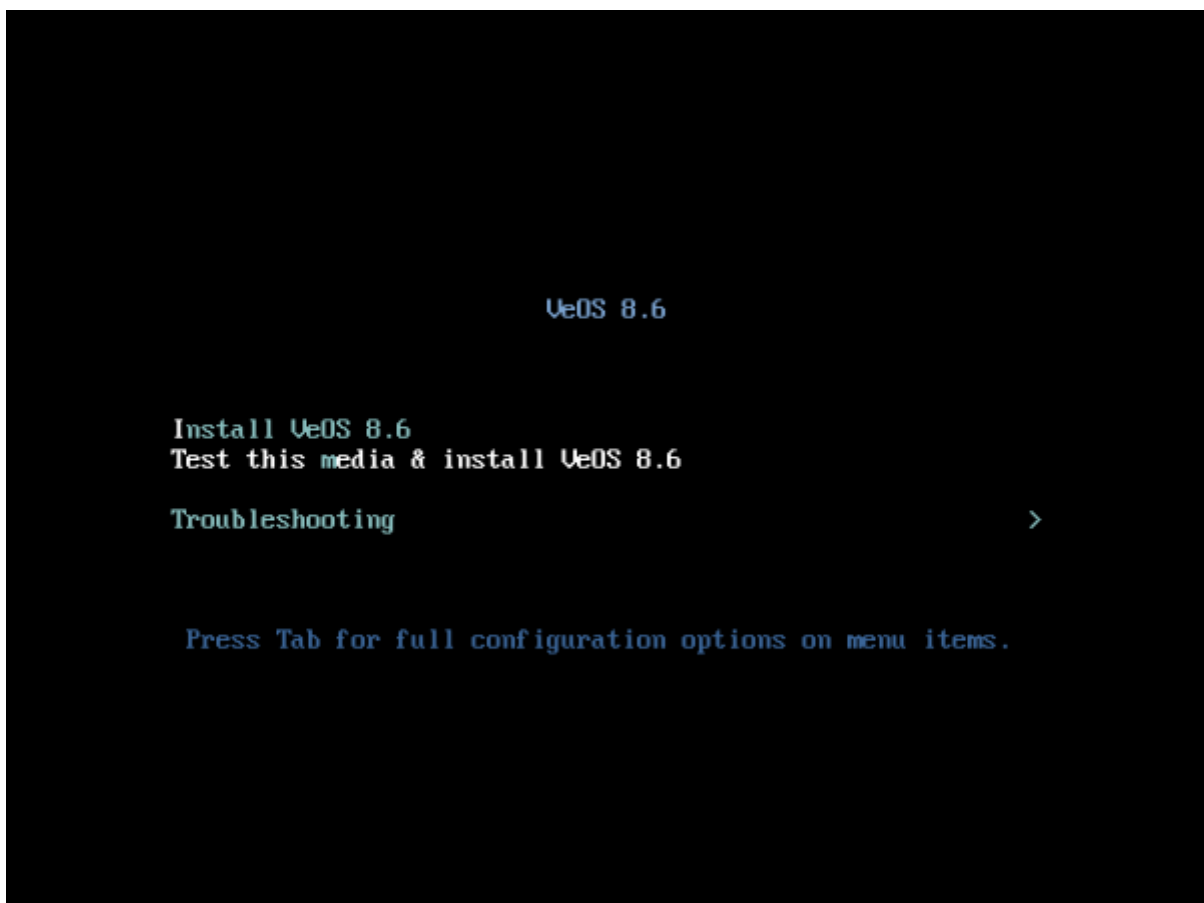 VeOS 8.6
Install VeOS 8.6
Test this media & install VeOS 8.6
Troubleshooting >
Press Tab for full configuration options on menu items.